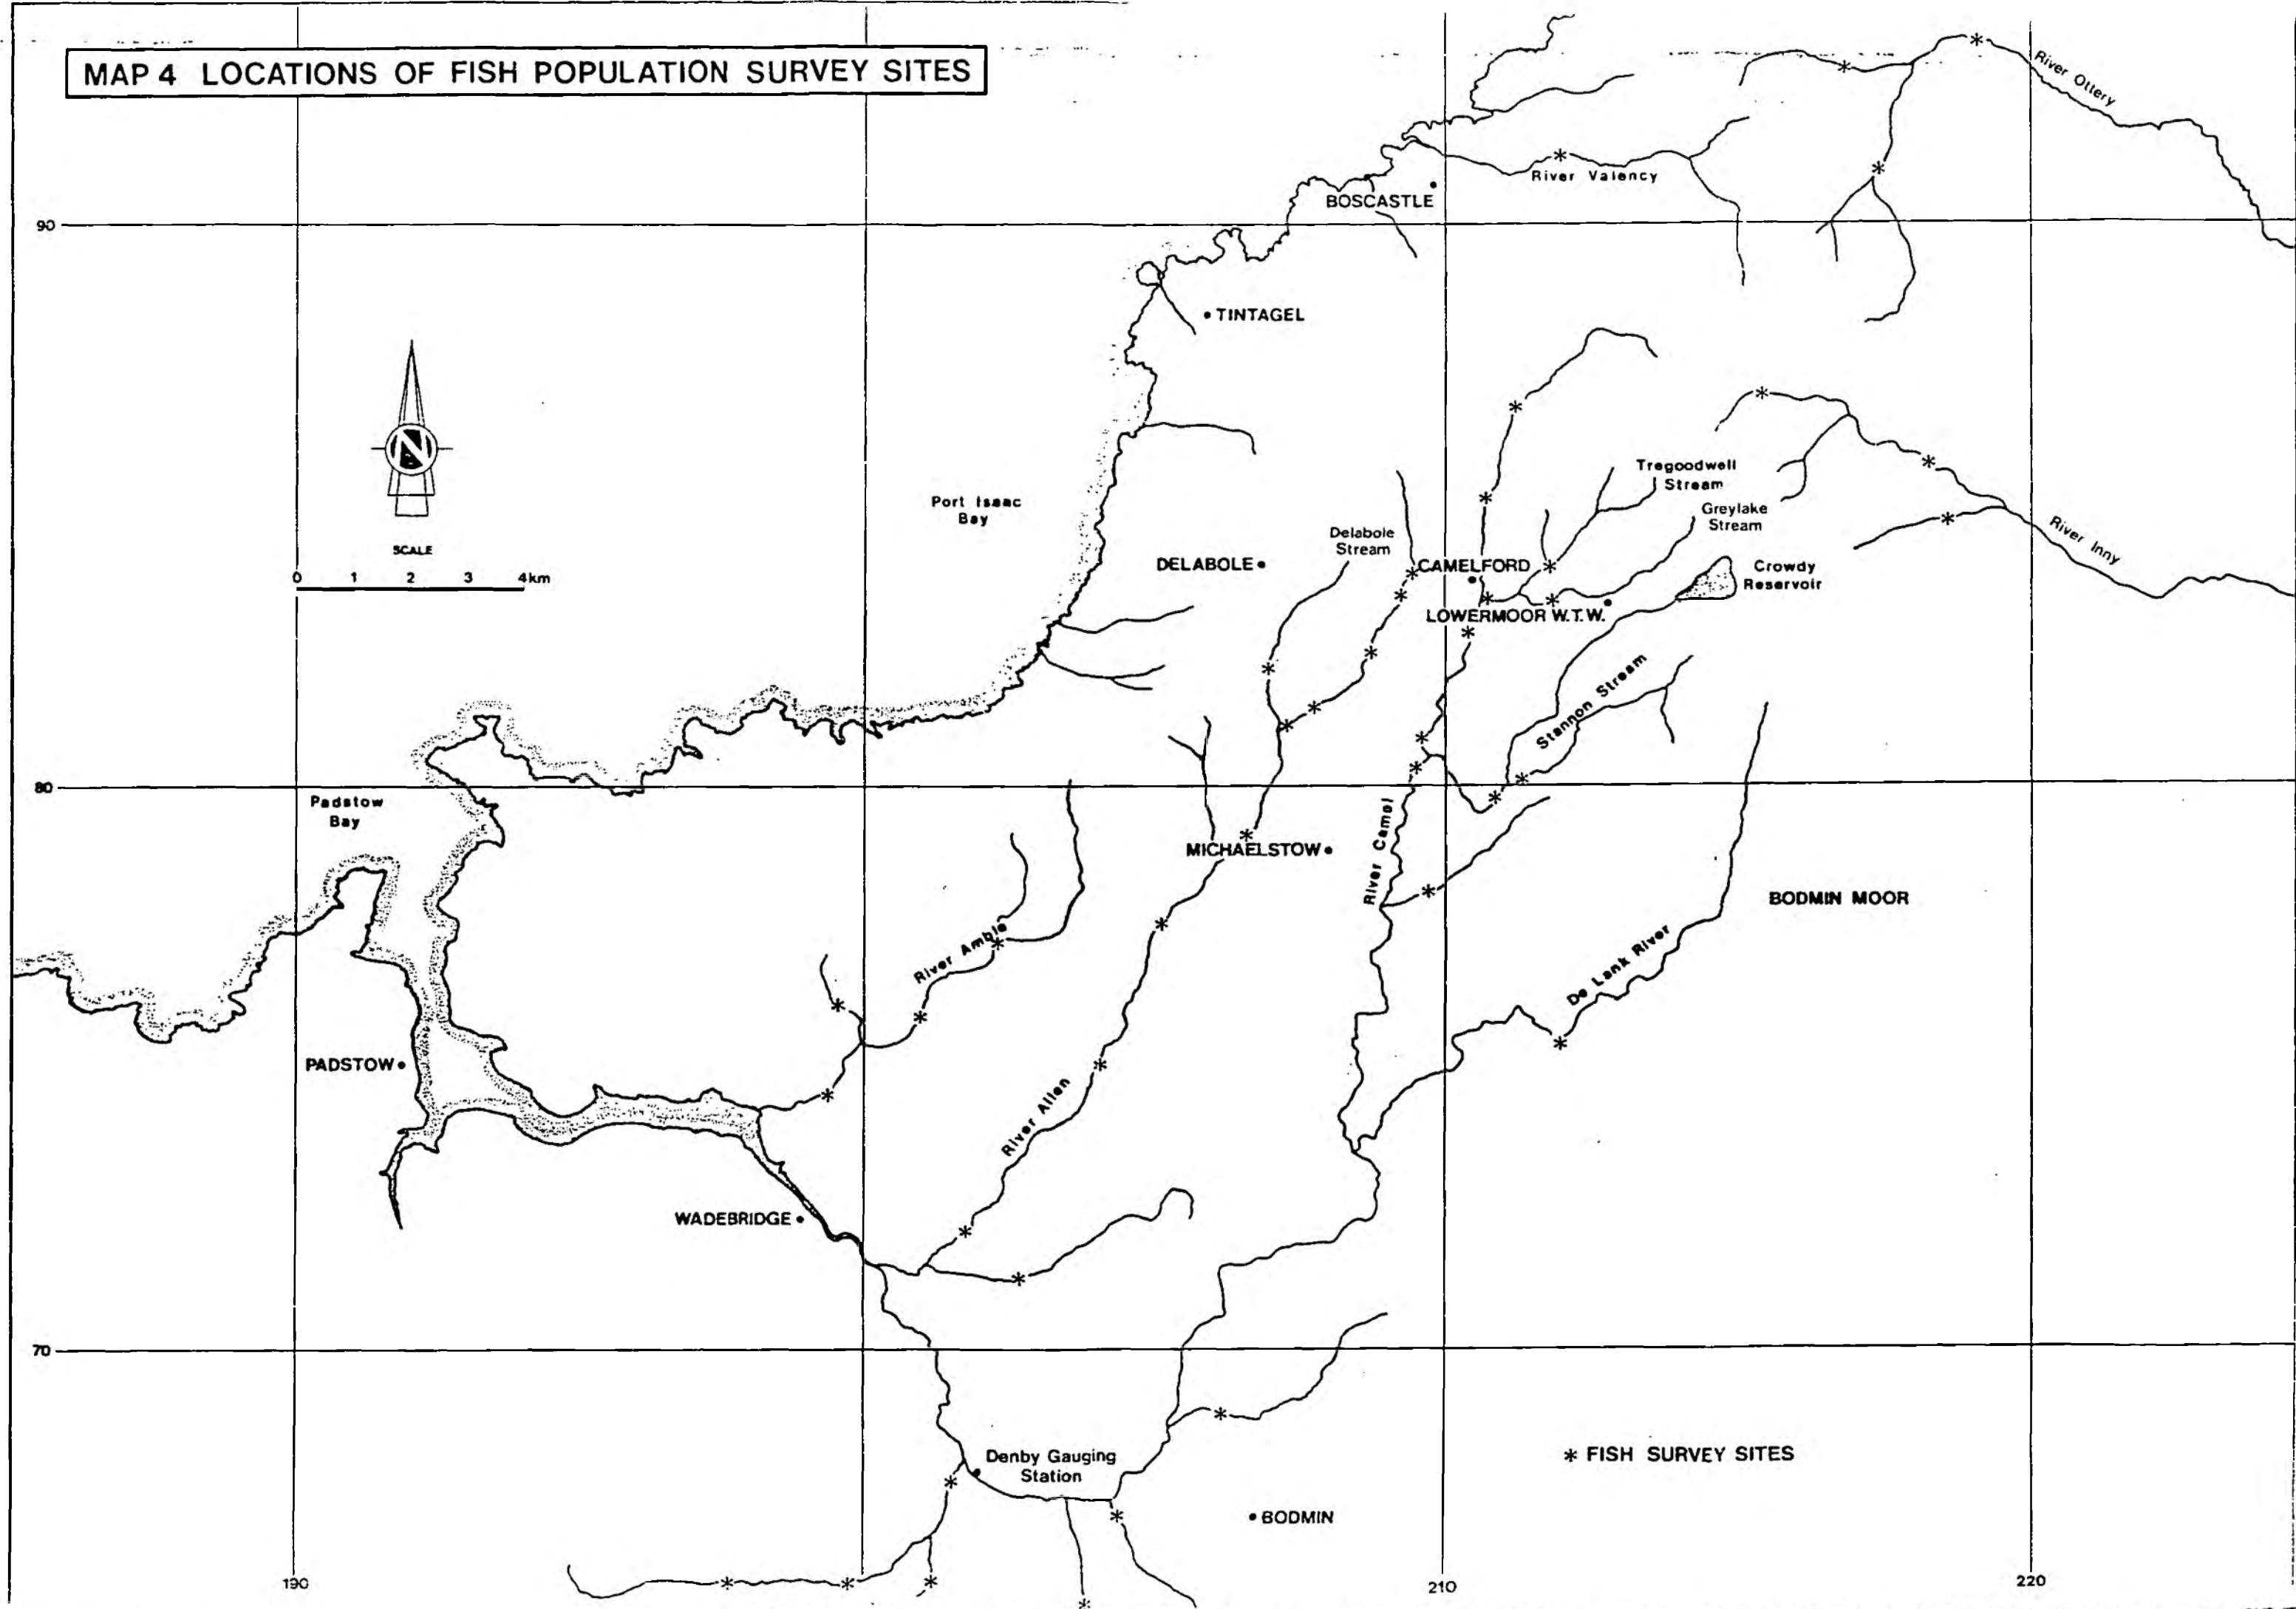 MAP 4 LOCATIONS OF FISH POPULATION SURVEY SITES
River Ottery
River Valency
BOSCASTLE
90
TINTAGEL
N
SCALE
0 1 2 3 4km
Port Isaac
Bay
Tregoodwell
Stream
Greylake
Stream
Delabole
Stream
River Inny
DELABOLE
CAMELFORD
Crowdy
Reservoir
LOWERMOOR W.T.W.
Stannon Stream
80
Padstow
Bay
River Camel
MICHAELSTOW
BODMIN MOOR
River Amble
De Lank River
PADSTOW
River Allen
WADEBRIDGE
70
Denby Gauging
Station
* FISH SURVEY SITES
BODMIN
190
210
220